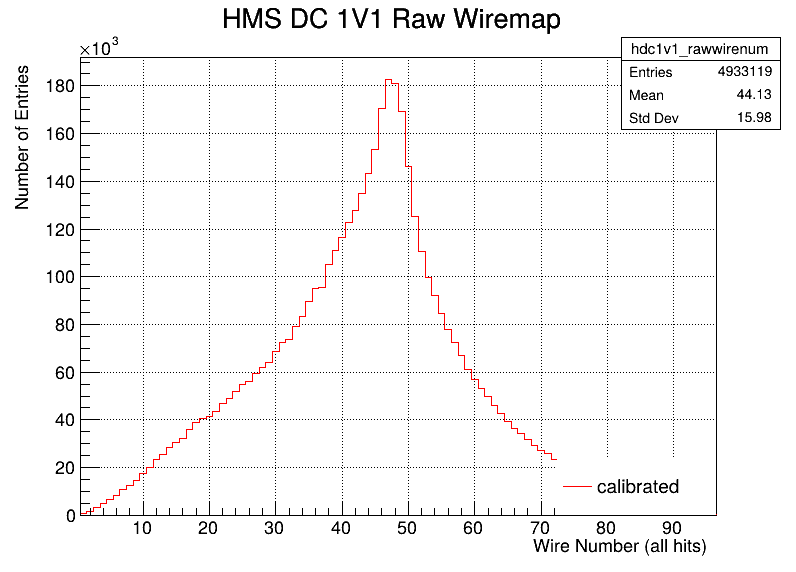 HMS DC 1V1 Raw Wiremap
×10³
hdc1v1_rawwirenum
Entries 4933119
Mean 44.13
Std Dev 15.98
Number of Entries
180
160
140
120
100
80
60
40
20
0
calibrated
10 20 30 40 50 60 70 80 90
Wire Number (all hits)